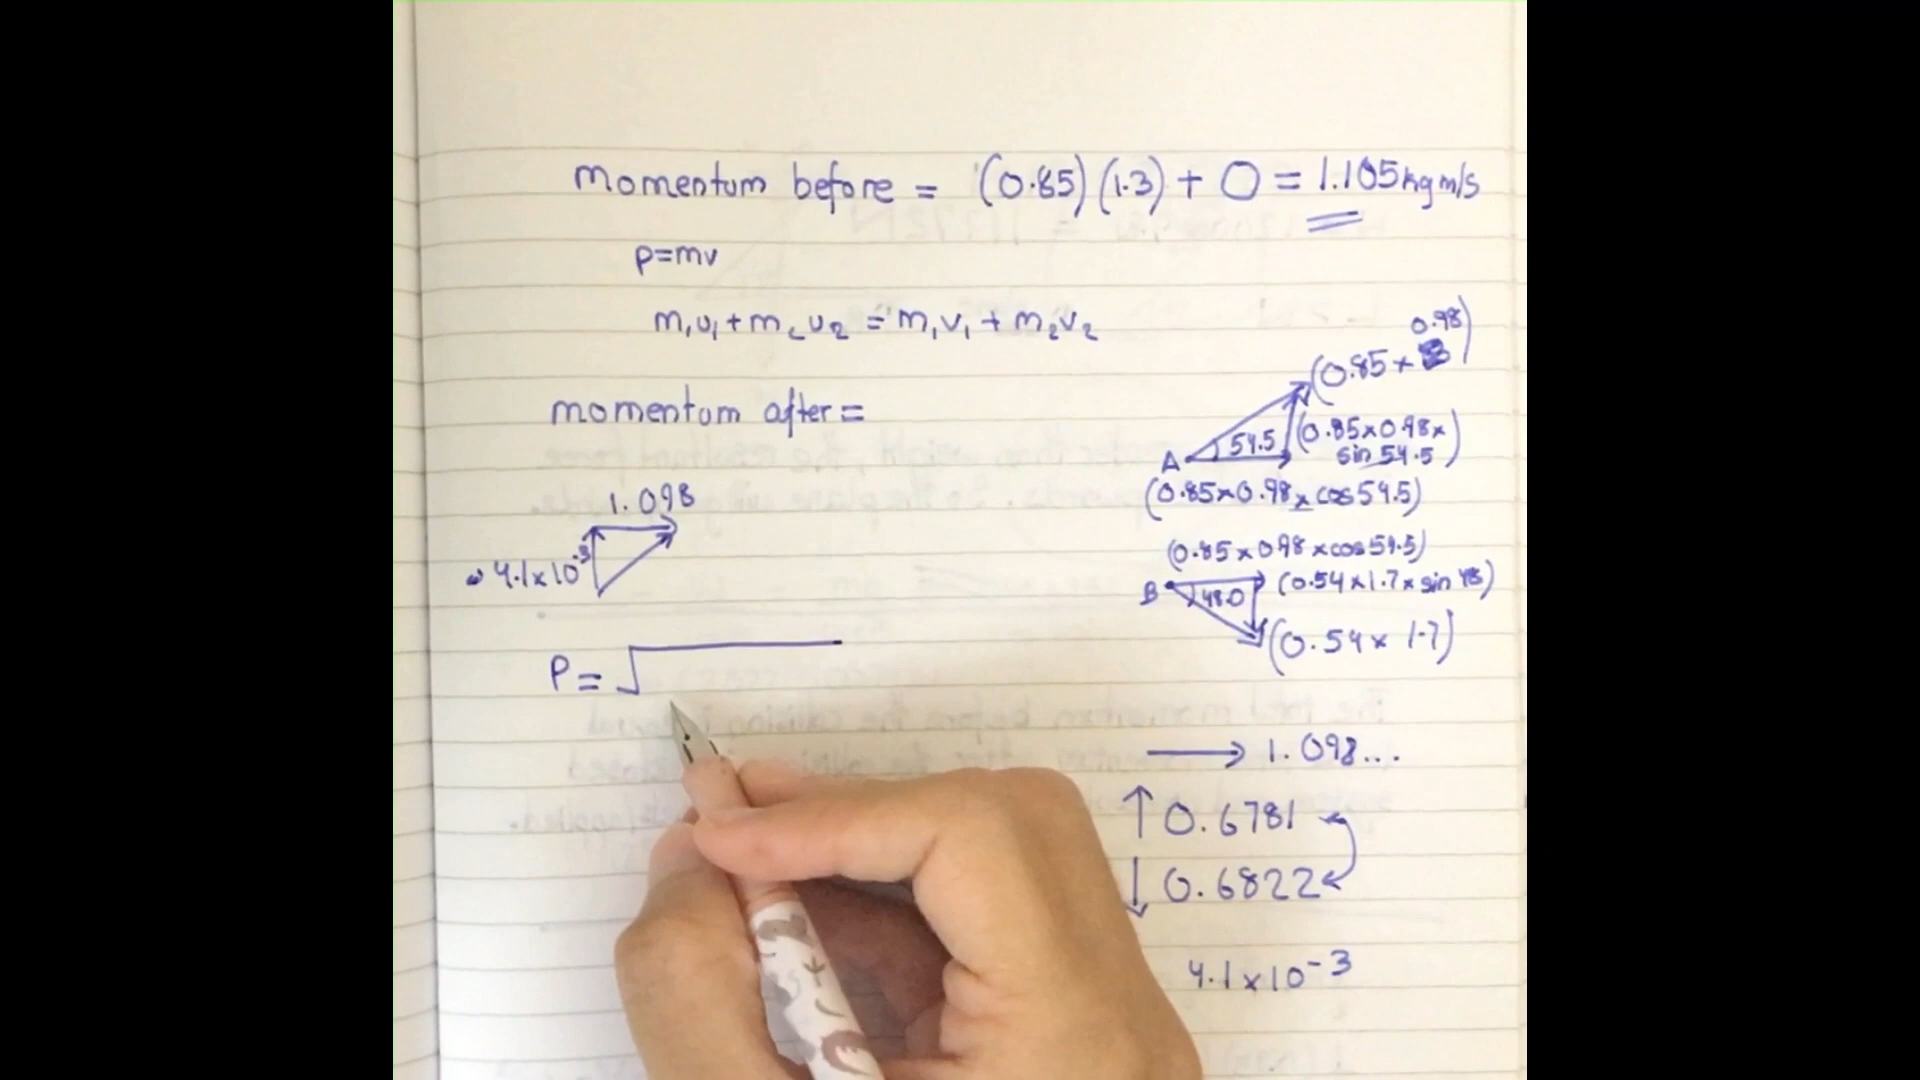 momentum before = (0.85)(1.3) + 0 = 1.105 kgm/s
p=mv
m₁u₁ + m₂u₂ = m₁v₁ + m₂v₂
momentum after =
1.098
4.1×10⁻³
P = √
0.98)
(0.85×
54.5
(0.85×0.98×
sin 54.5)
A
(0.85×0.98×cos54.5)
(0.85×0.98×cos54.5)
B
48.0
(0.54×1.7×sin 48)
(0.54×1.7)
→ 1.098...
↑ 0.6781
↓ 0.6822
4.1×10⁻³